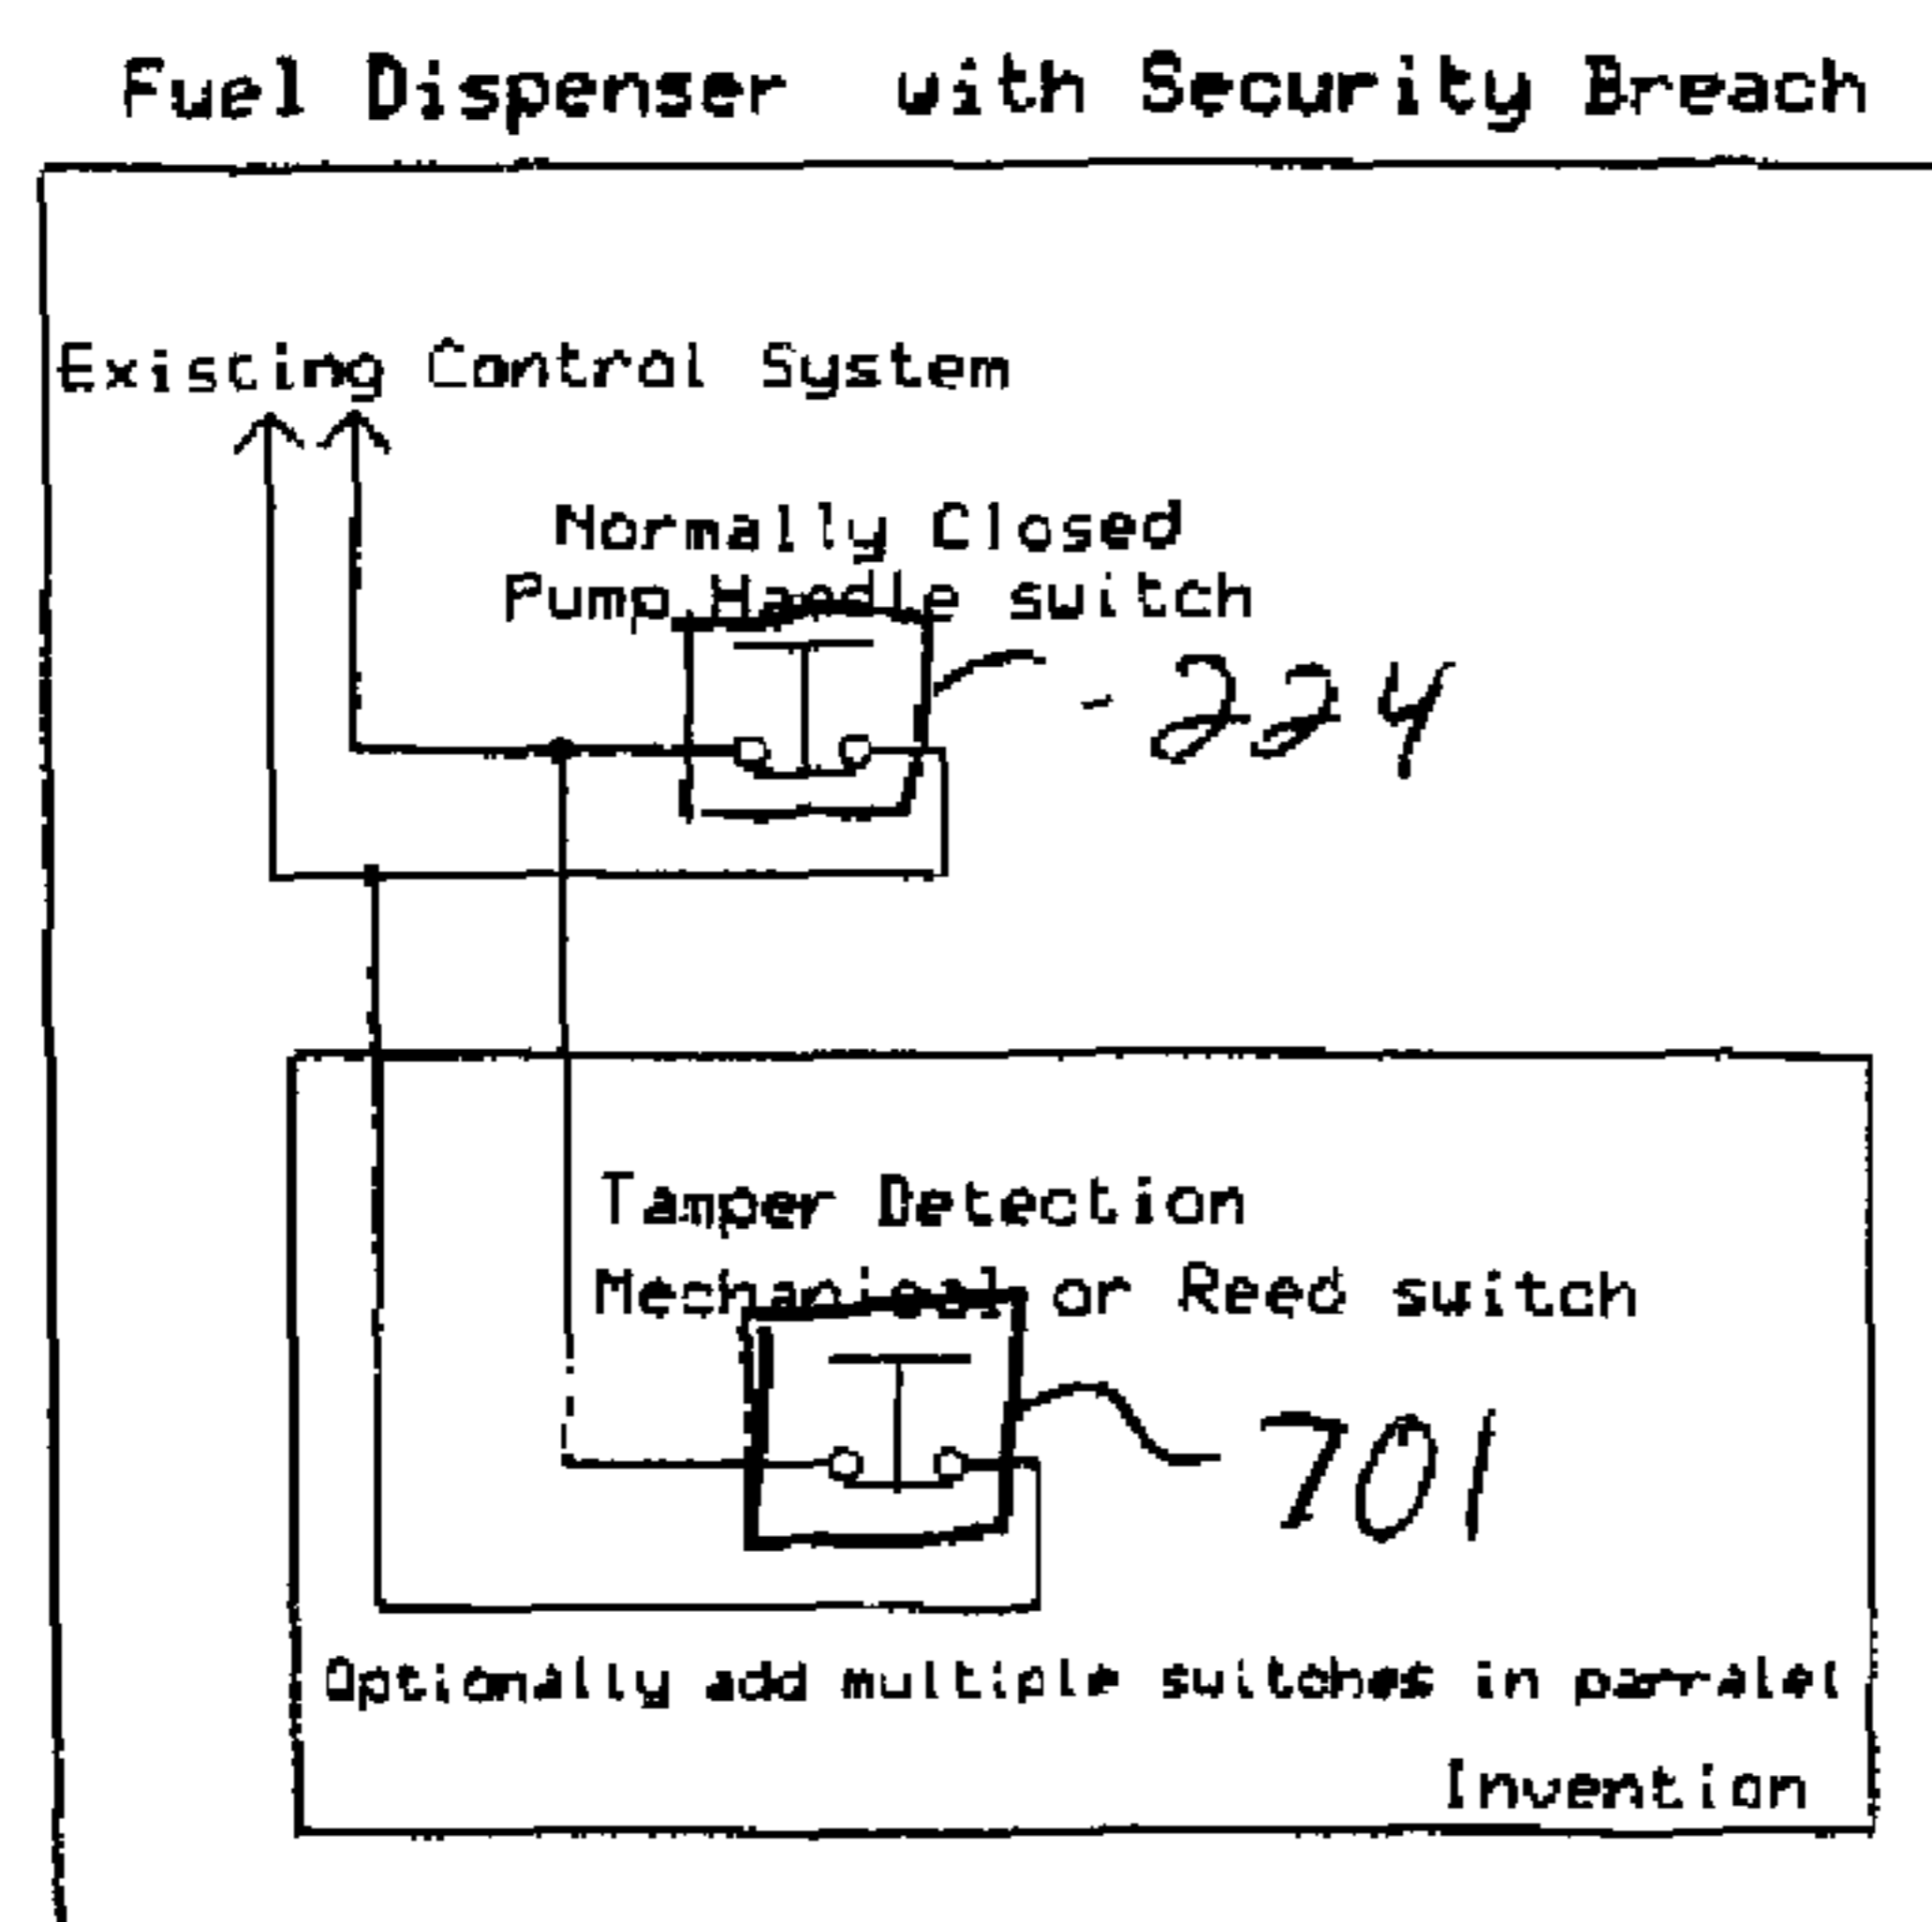 Fuel Dispenser with Security Breach
Existing Control System
Normally Closed
Pump Handle switch
- 224
Tamper Detection
Mechanical or Reed switch
701
Optionally add multiple switches in parralel
Invention